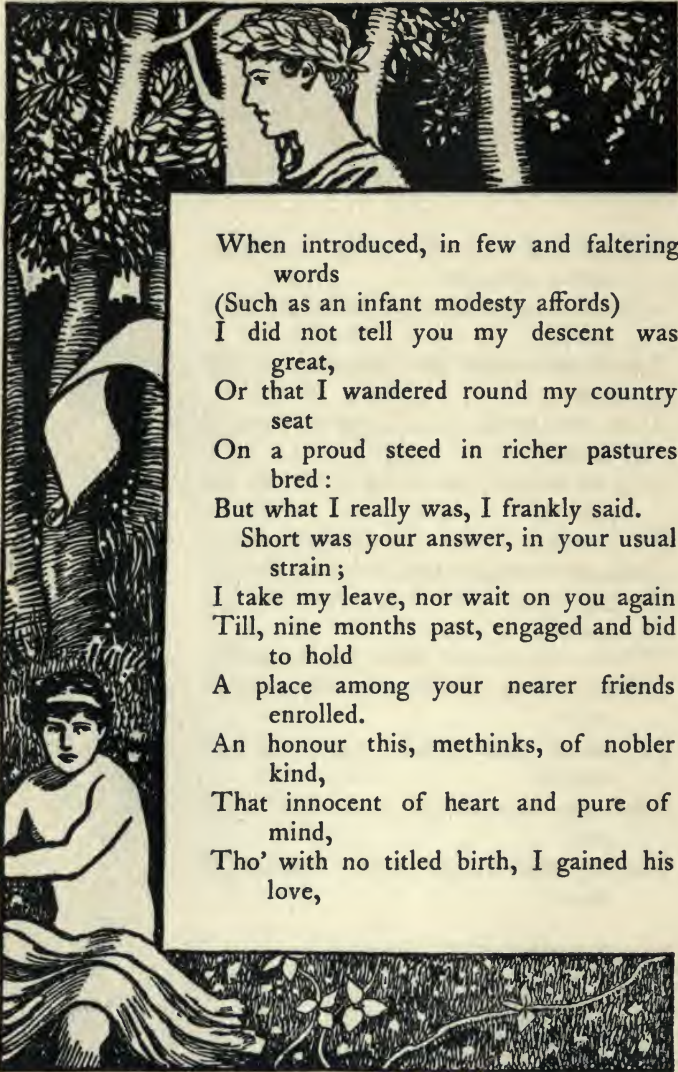 When introduced, in few and faltering
words
(Such as an infant modesty affords)
I did not tell you my descent was
great,
Or that I wandered round my country
seat
On a proud steed in richer pastures
bred :
But what I really was, I frankly said.
Short was your answer, in your usual
strain ;
I take my leave, nor wait on you again
Till, nine months past, engaged and bid
to hold
A place among your nearer friends
enrolled.
An honour this, methinks, of nobler
kind,
That innocent of heart and pure of
mind,
Tho' with no titled birth, I gained his
love,